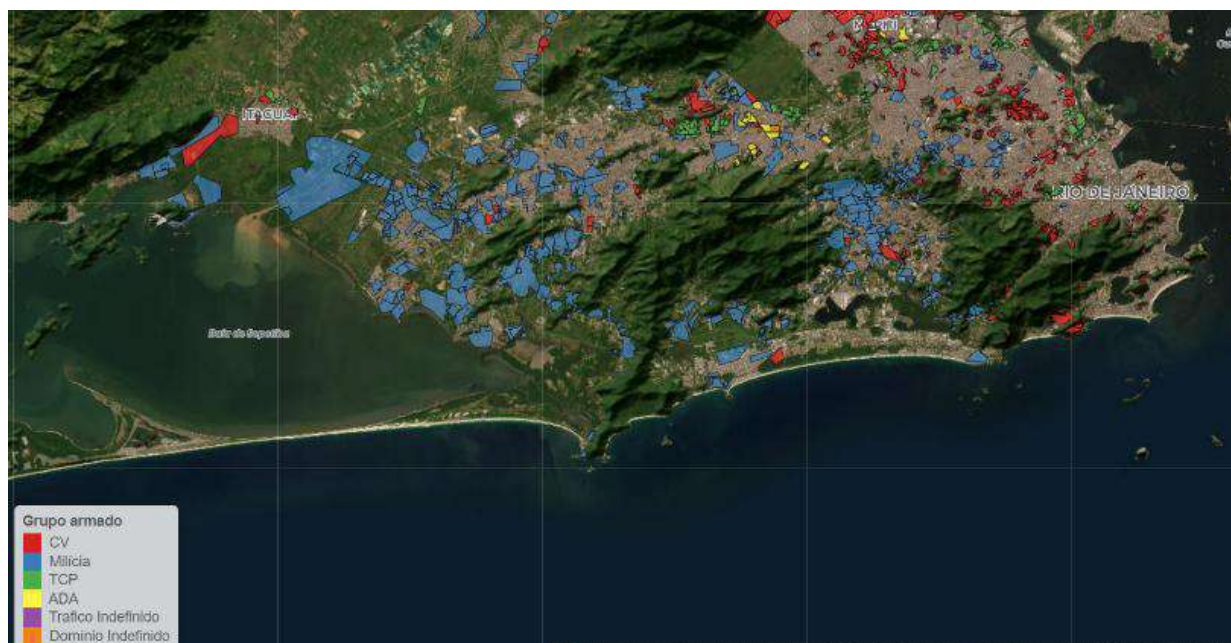 ITAGUAÍ
RIO DE JANEIRO
Baía de Sepetiba
Grupo armado
CV
Milícia
TCP
ADA
Trafico Indefinido
Dominio Indefinido